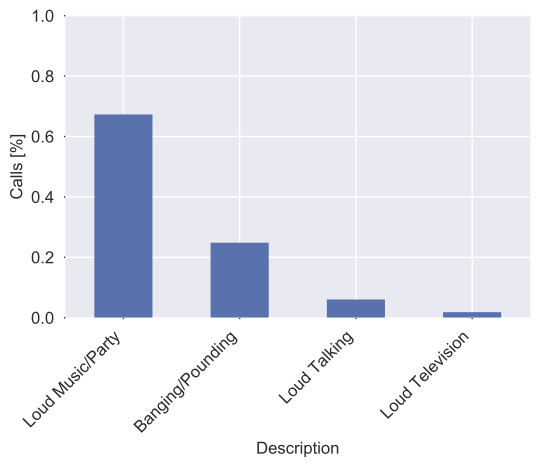 1.0
0.8
0.6
0.4
0.2
0.0
Calls [%]
Loud Music/Party
Banging/Pounding
Loud Talking
Loud Television
Description